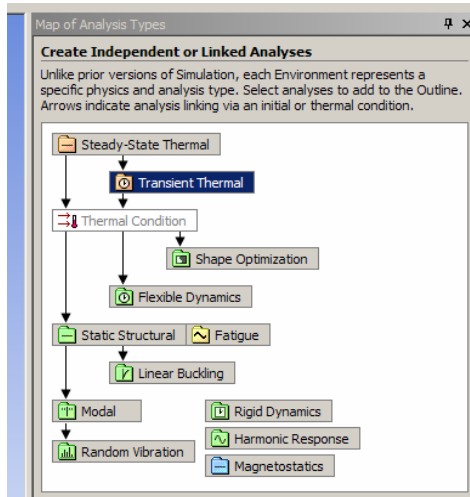 Map of Analysis Types
Create Independent or Linked Analyses
Unlike prior versions of Simulation, each Environment represents a
specific physics and analysis type. Select analyses to add to the Outline.
Arrows indicate analysis linking via an initial or thermal condition.
Steady-State Thermal
Transient Thermal
Thermal Condition
Shape Optimization
Flexible Dynamics
Static Structural Fatigue
Linear Buckling
Modal Rigid Dynamics
Harmonic Response
Random Vibration
Magnetostatics